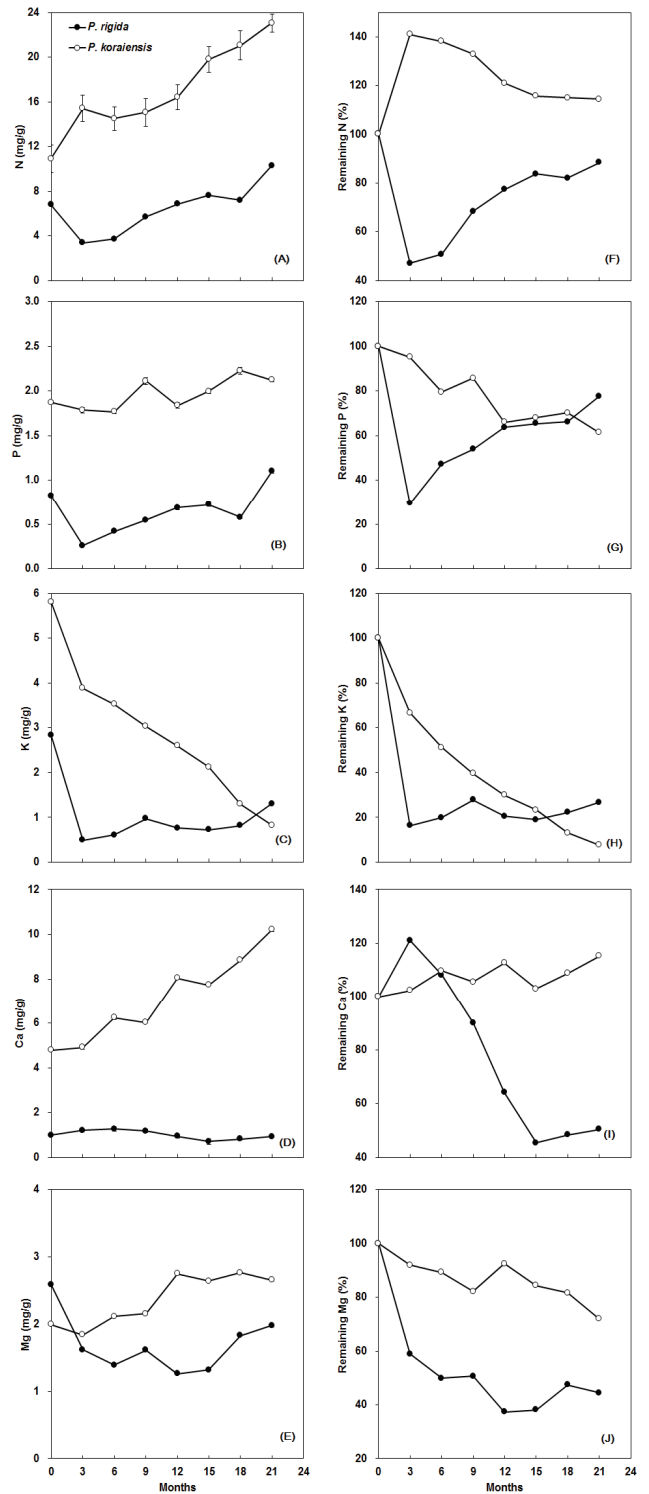 24
20
16
12
8
4
0
N (mg/g)
P. rigida
P. koraiensis
(A)
140
120
100
80
60
40
Remaining N (%)
(F)
3.0
2.5
2.0
1.5
1.0
0.5
0.0
P (mg/g)
(B)
120
100
80
60
40
20
0
Remaining P (%)
(G)
6
5
4
3
2
1
0
K (mg/g)
(C)
120
100
80
60
40
20
0
Remaining K (%)
(H)
12
10
8
6
4
2
0
Ca (mg/g)
(D)
140
120
100
80
60
40
Remaining Ca (%)
(I)
4
3
2
1
0
Mg (mg/g)
(E)
0 3 6 9 12 15 18 21 24
Months
120
100
80
60
40
20
Remaining Mg (%)
(J)
0 3 6 9 12 15 18 21 24
Months